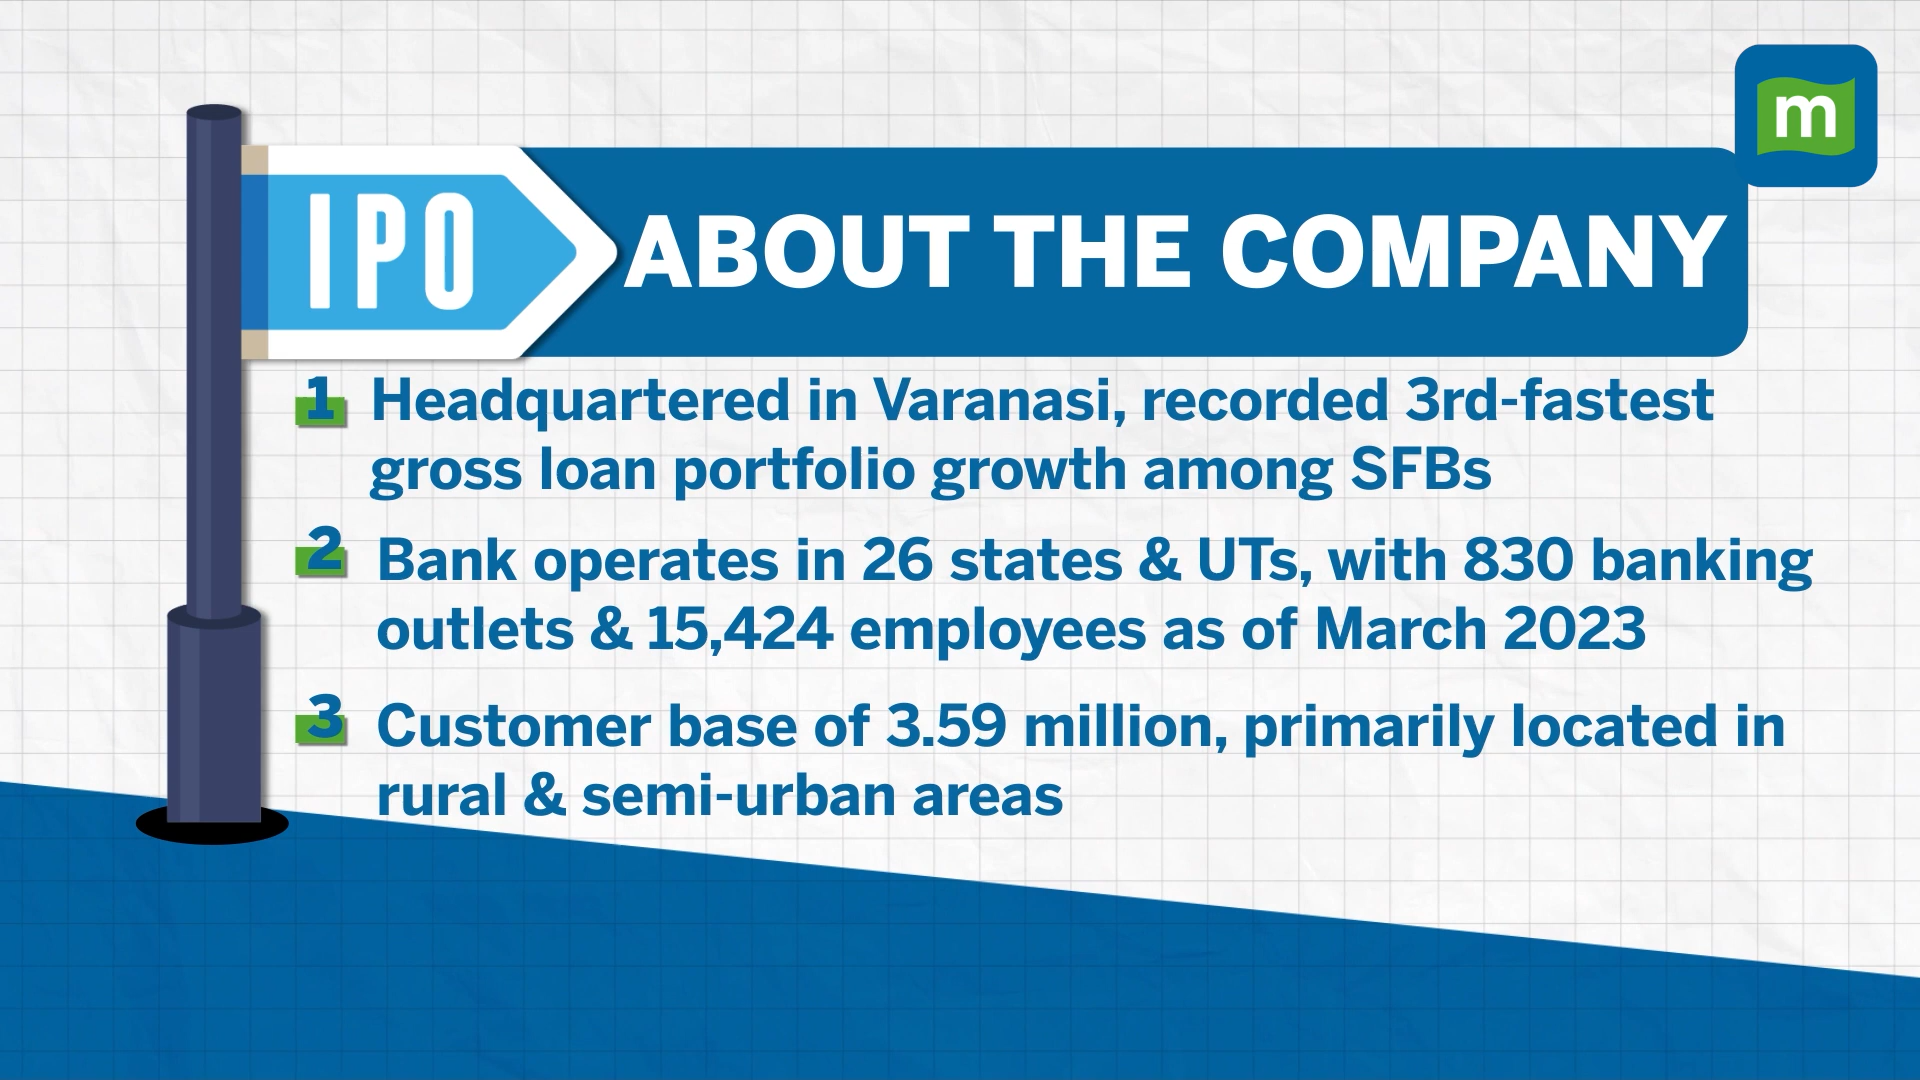 m
IPO
ABOUT THE COMPANY
1 Headquartered in Varanasi, recorded 3rd-fastest
gross loan portfolio growth among SFBs
2 Bank operates in 26 states & UTs, with 830 banking
outlets & 15,424 employees as of March 2023
3 Customer base of 3.59 million, primarily located in
rural & semi-urban areas